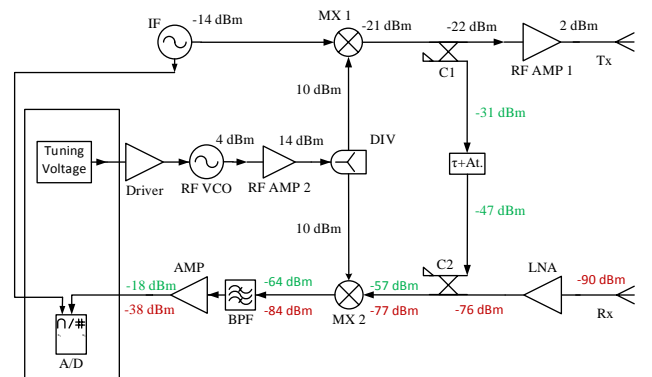 IF
-14 dBm
MX 1
-21 dBm
-22 dBm
2 dBm
C1
RF AMP 1
Tx
10 dBm
-31 dBm
Tuning
Voltage
Driver
4 dBm
RF VCO
14 dBm
RF AMP 2
DIV
τ+At.
-47 dBm
10 dBm
AMP
C2
LNA
-18 dBm
-64 dBm
-57 dBm
-90 dBm
-38 dBm
-84 dBm
-77 dBm
-76 dBm
BPF
MX 2
Rx
∩/#
A/D